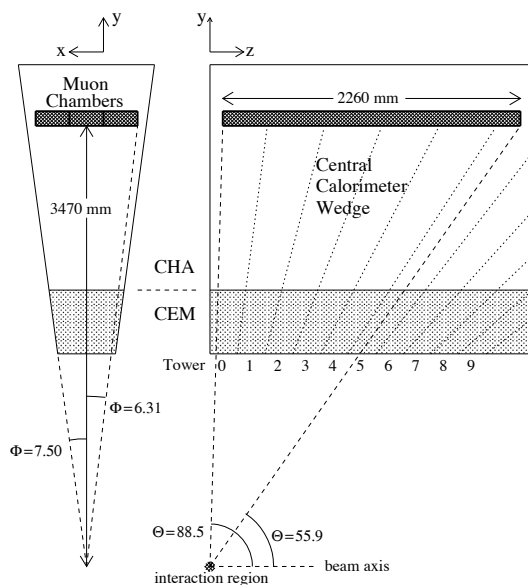 y
y
x
z
Muon
Chambers
2260 mm
3470 mm
Central
Calorimeter
Wedge
CHA
CEM
Tower 0 1 2 3 4 5 6 7 8 9
Φ=6.31
Φ=7.50
Θ=88.5
Θ=55.9
beam axis
interaction region